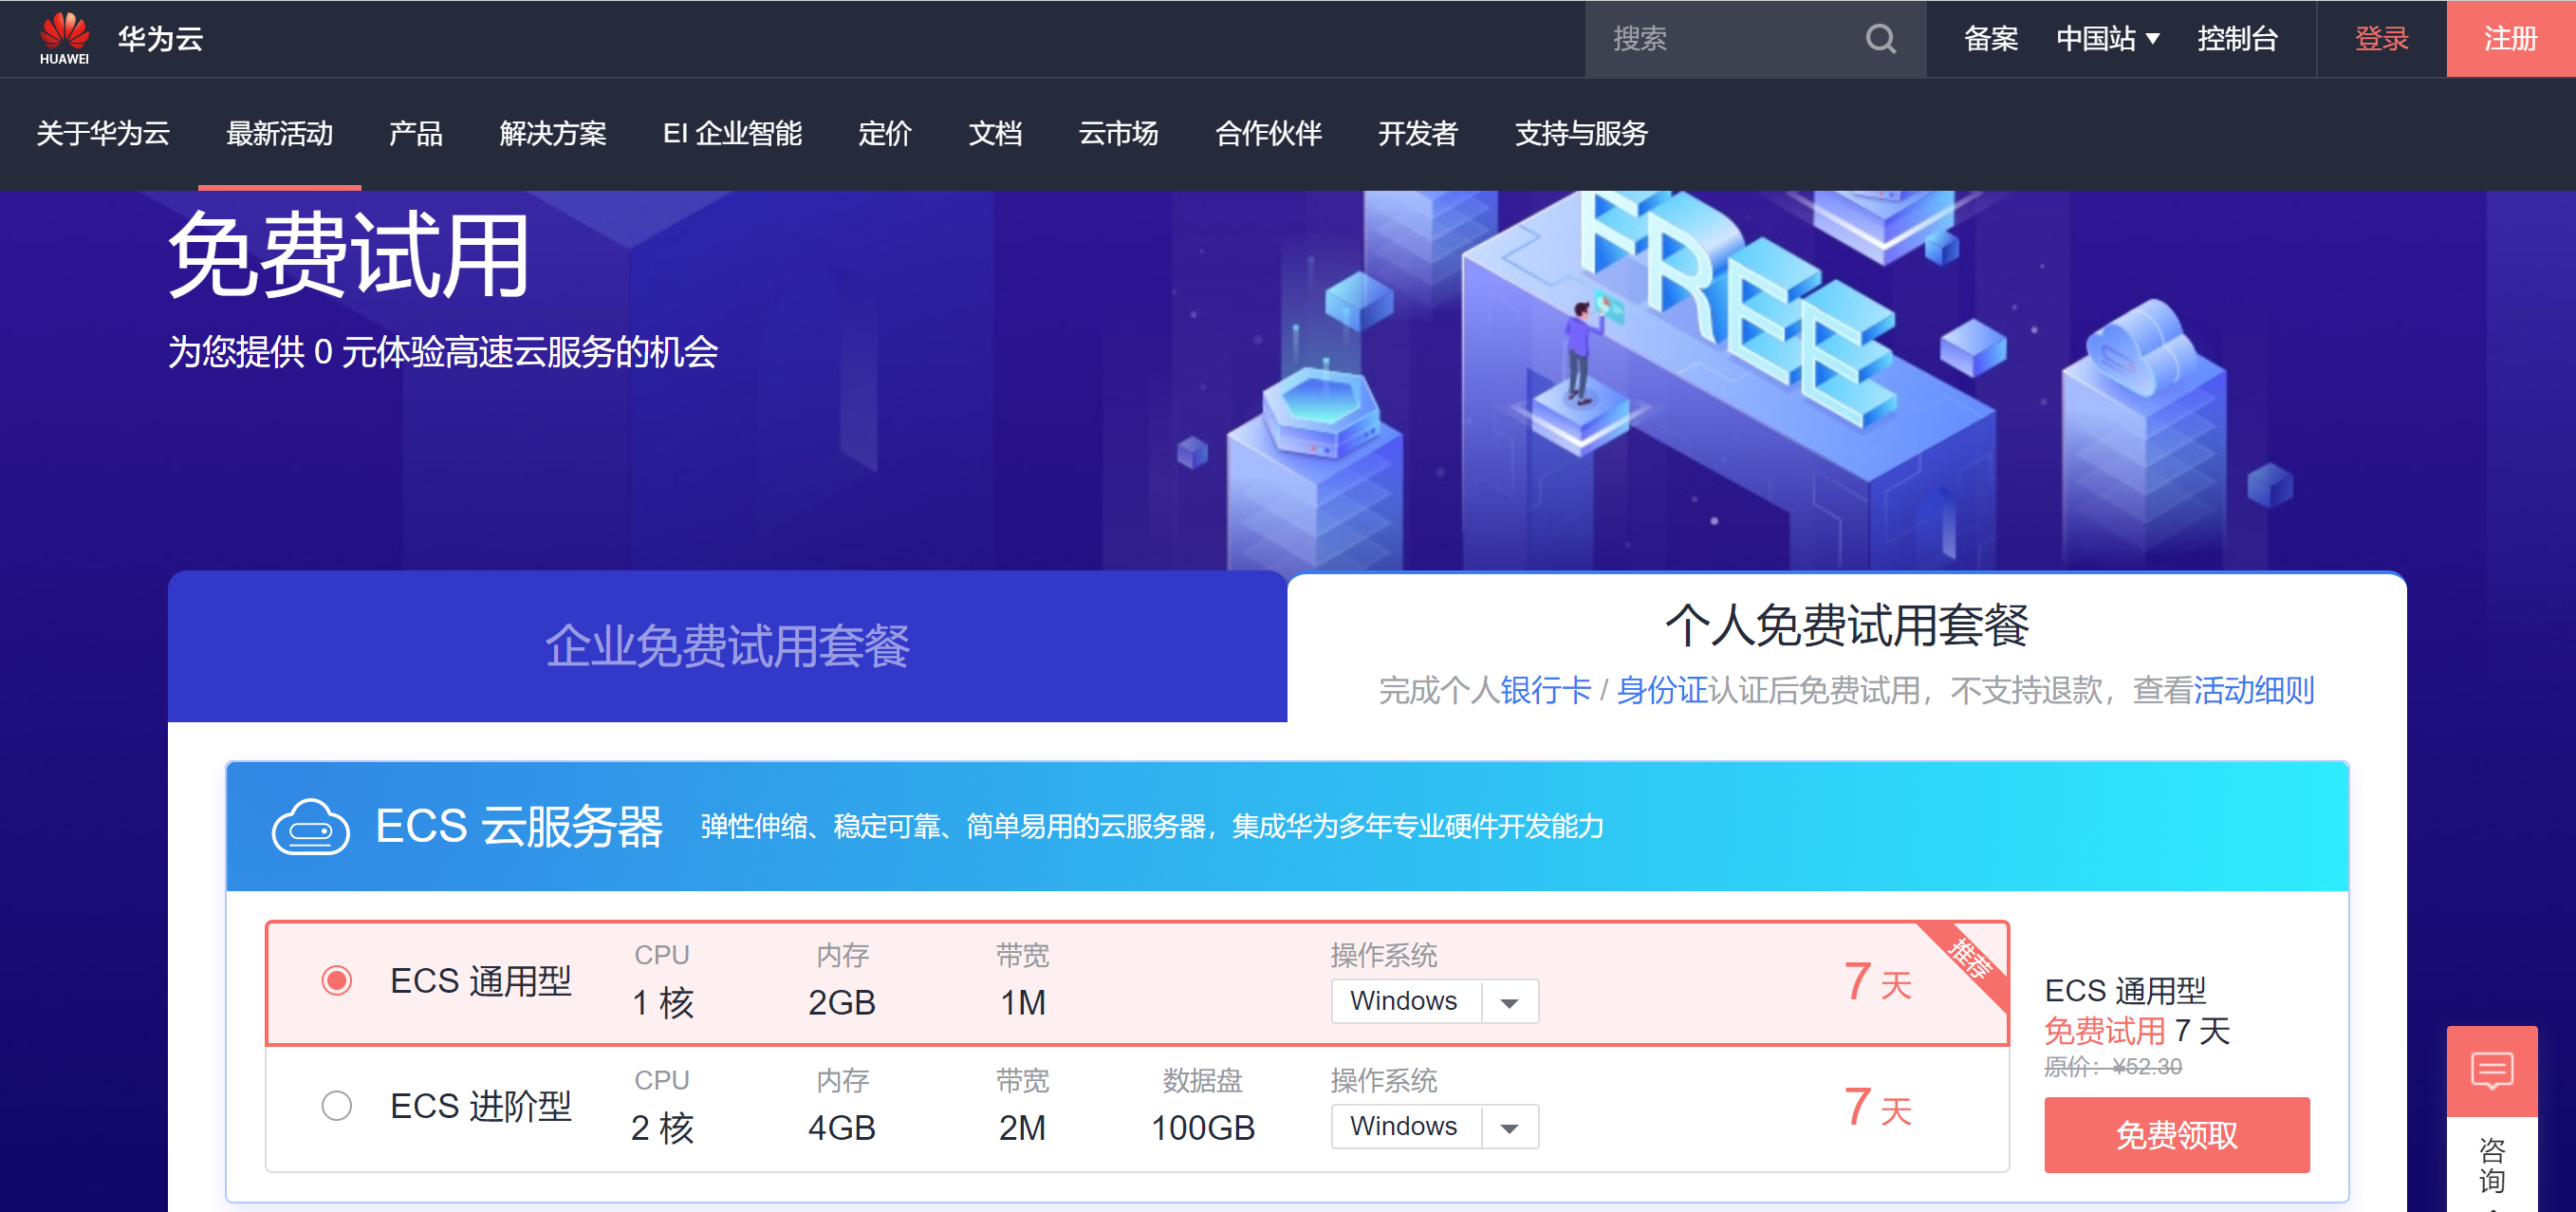 HUAWEI 华为云 搜索 备案 中国站 控制台 登录 注册
关于华为云 最新活动 产品 解决方案 EI 企业智能 定价 文档 云市场 合作伙伴 开发者 支持与服务
免费试用
为您提供 0 元体验高速云服务的机会
FREE
企业免费试用套餐
个人免费试用套餐
完成个人银行卡 / 身份证认证后免费试用，不支持退款，查看活动细则
ECS 云服务器 弹性伸缩、稳定可靠、简单易用的云服务器，集成华为多年专业硬件开发能力
CPU 内存 带宽 操作系统
ECS 通用型 1 核 2GB 1M Windows 7 天 推荐
CPU 内存 带宽 数据盘 操作系统
ECS 进阶型 2 核 4GB 2M 100GB Windows 7 天
ECS 通用型
免费试用 7 天
原价：¥52.30
免费领取
咨
询